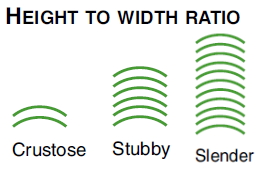 HEIGHT TO WIDTH RATIO
Crustose
Stubby
Slender